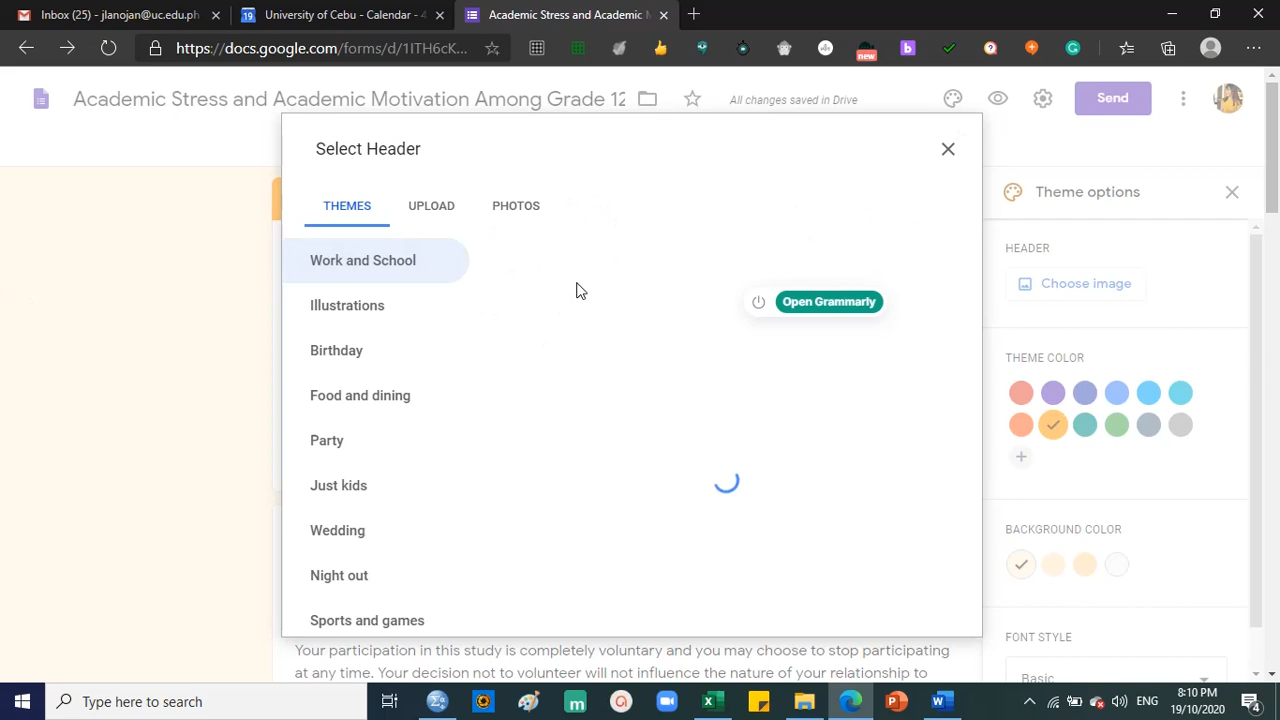 Inbox (25) - jlanojan@uc.edu.p
University of Cebu - Calendar - 4
Academic Stress and Academic M
https://docs.google.com/forms/d/1ITH6cK...
new
Academic Stress and Academic Motivation Among Grade 12
All changes saved in Drive
Send
Select Header
THEMES
UPLOAD
PHOTOS
Work and School
Illustrations
Birthday
Food and dining
Party
Just kids
Wedding
Night out
Sports and games
Open Grammarly
Theme options
HEADER
Choose image
THEME COLOR
BACKGROUND COLOR
FONT STYLE
Basic
Your participation in this study is completely voluntary and you may choose to stop participating
at any time. Your decision not to volunteer will not influence the nature of your relationship to
Type here to search
ENG
8:10 PM
19/10/2020
4